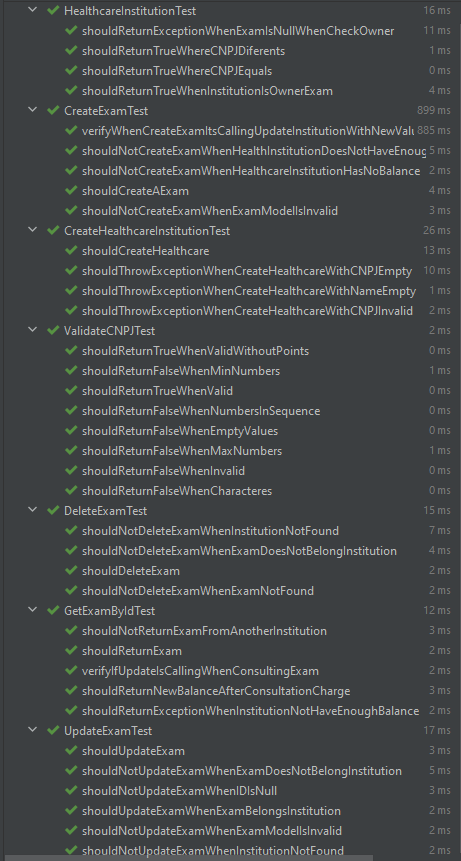 HealthcareInstitutionTest 16 ms
shouldReturnExceptionWhenExamIsNullWhenCheckOwner 11 ms
shouldReturnTrueWhereCNPJDiferents 1 ms
shouldReturnTrueWhereCNPJEquals 0 ms
shouldReturnTrueWhenInstitutionIsOwnerExam 4 ms
CreateExamTest 899 ms
verifyWhenCreateExamItsCallingUpdateInstitutionWithNewValu 885 ms
shouldNotCreateExamWhenHealthInstitutionDoesNotHaveEnoug 5 ms
shouldNotCreateExamWhenHealthcareInstitutionHasNoBalance 2 ms
shouldCreateAExam 4 ms
shouldNotCreateExamWhenExamModelIsInvalid 3 ms
CreateHealthcareInstitutionTest 26 ms
shouldCreateHealthcare 13 ms
shouldThrowExceptionWhenCreateHealthcareWithCNPJEmpty 10 ms
shouldThrowExceptionWhenCreateHealthcareWithNameEmpty 1 ms
shouldThrowExceptionWhenCreateHealthcareWithCNPJInvalid 2 ms
ValidateCNPJTest 2 ms
shouldReturnTrueWhenValidWithoutPoints 0 ms
shouldReturnFalseWhenMinNumbers 1 ms
shouldReturnTrueWhenValid 0 ms
shouldReturnFalseWhenNumbersInSequence 0 ms
shouldReturnFalseWhenEmptyValues 0 ms
shouldReturnFalseWhenMaxNumbers 1 ms
shouldReturnFalseWhenInvalid 0 ms
shouldReturnFalseWhenCharacteres 0 ms
DeleteExamTest 15 ms
shouldNotDeleteExamWhenInstitutionNotFound 7 ms
shouldNotDeleteExamWhenExamDoesNotBelongInstitution 4 ms
shouldDeleteExam 2 ms
shouldNotDeleteExamWhenExamNotFound 2 ms
GetExamByIdTest 12 ms
shouldNotReturnExamFromAnotherInstitution 3 ms
shouldReturnExam 2 ms
verifyIfUpdateIsCallingWhenConsultingExam 2 ms
shouldReturnNewBalanceAfterConsultationCharge 3 ms
shouldReturnExceptionWhenInstitutionNotHaveEnoughBalance 2 ms
UpdateExamTest 17 ms
shouldUpdateExam 3 ms
shouldNotUpdateExamWhenExamDoesNotBelongInstitution 5 ms
shouldNotUpdateExamWhenIDIsNull 3 ms
shouldUpdateExamWhenExamBelongsInstitution 2 ms
shouldNotUpdateExamWhenExamModelIsInvalid 2 ms
shouldNotUpdateExamWhenInstitutionNotFound 2 ms